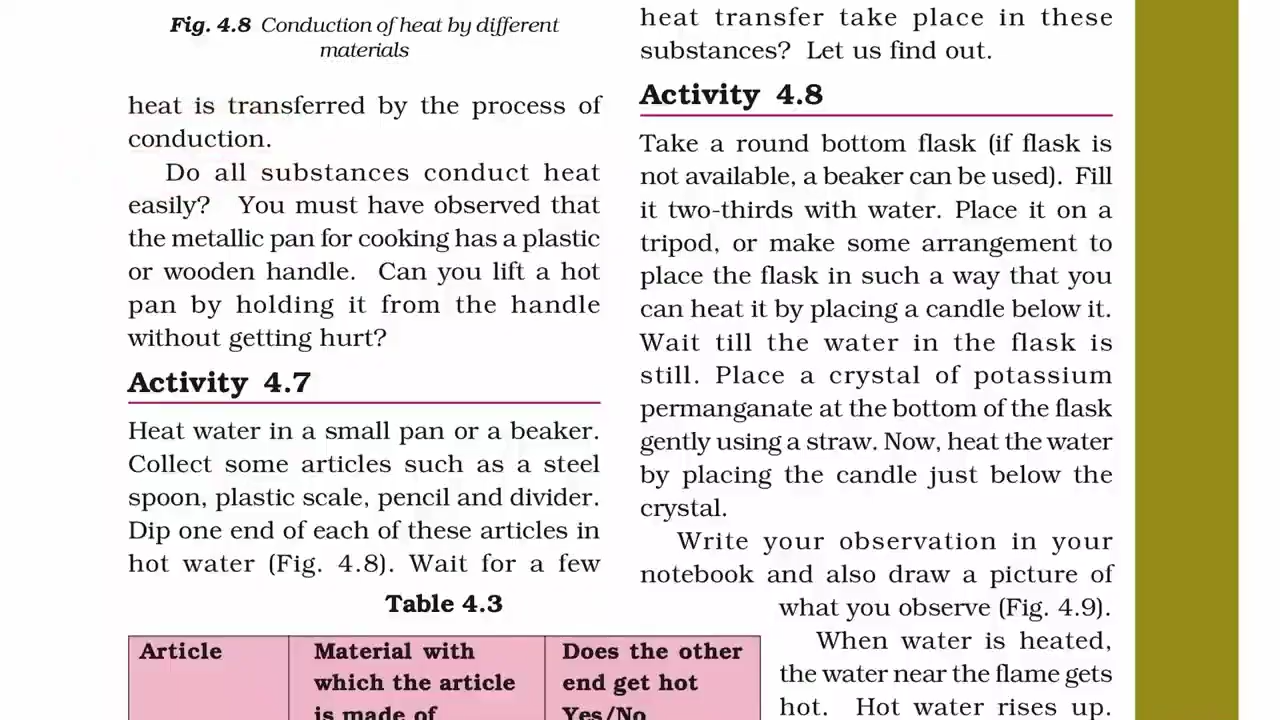 Fig. 4.8 Conduction of heat by different
materials
heat is transferred by the process of
conduction.
Do all substances conduct heat
easily? You must have observed that
the metallic pan for cooking has a plastic
or wooden handle. Can you lift a hot
pan by holding it from the handle
without getting hurt?
Activity 4.7
Heat water in a small pan or a beaker.
Collect some articles such as a steel
spoon, plastic scale, pencil and divider.
Dip one end of each of these articles in
hot water (Fig. 4.8). Wait for a few
Table 4.3
Article
Material with
which the article
is made of
Does the other
end get hot
Yes/No
heat transfer take place in these
substances? Let us find out.
Activity 4.8
Take a round bottom flask (if flask is
not available, a beaker can be used). Fill
it two-thirds with water. Place it on a
tripod, or make some arrangement to
place the flask in such a way that you
can heat it by placing a candle below it.
Wait till the water in the flask is
still. Place a crystal of potassium
permanganate at the bottom of the flask
gently using a straw. Now, heat the water
by placing the candle just below the
crystal.
Write your observation in your
notebook and also draw a picture of
what you observe (Fig. 4.9).
When water is heated,
the water near the flame gets
hot. Hot water rises up.